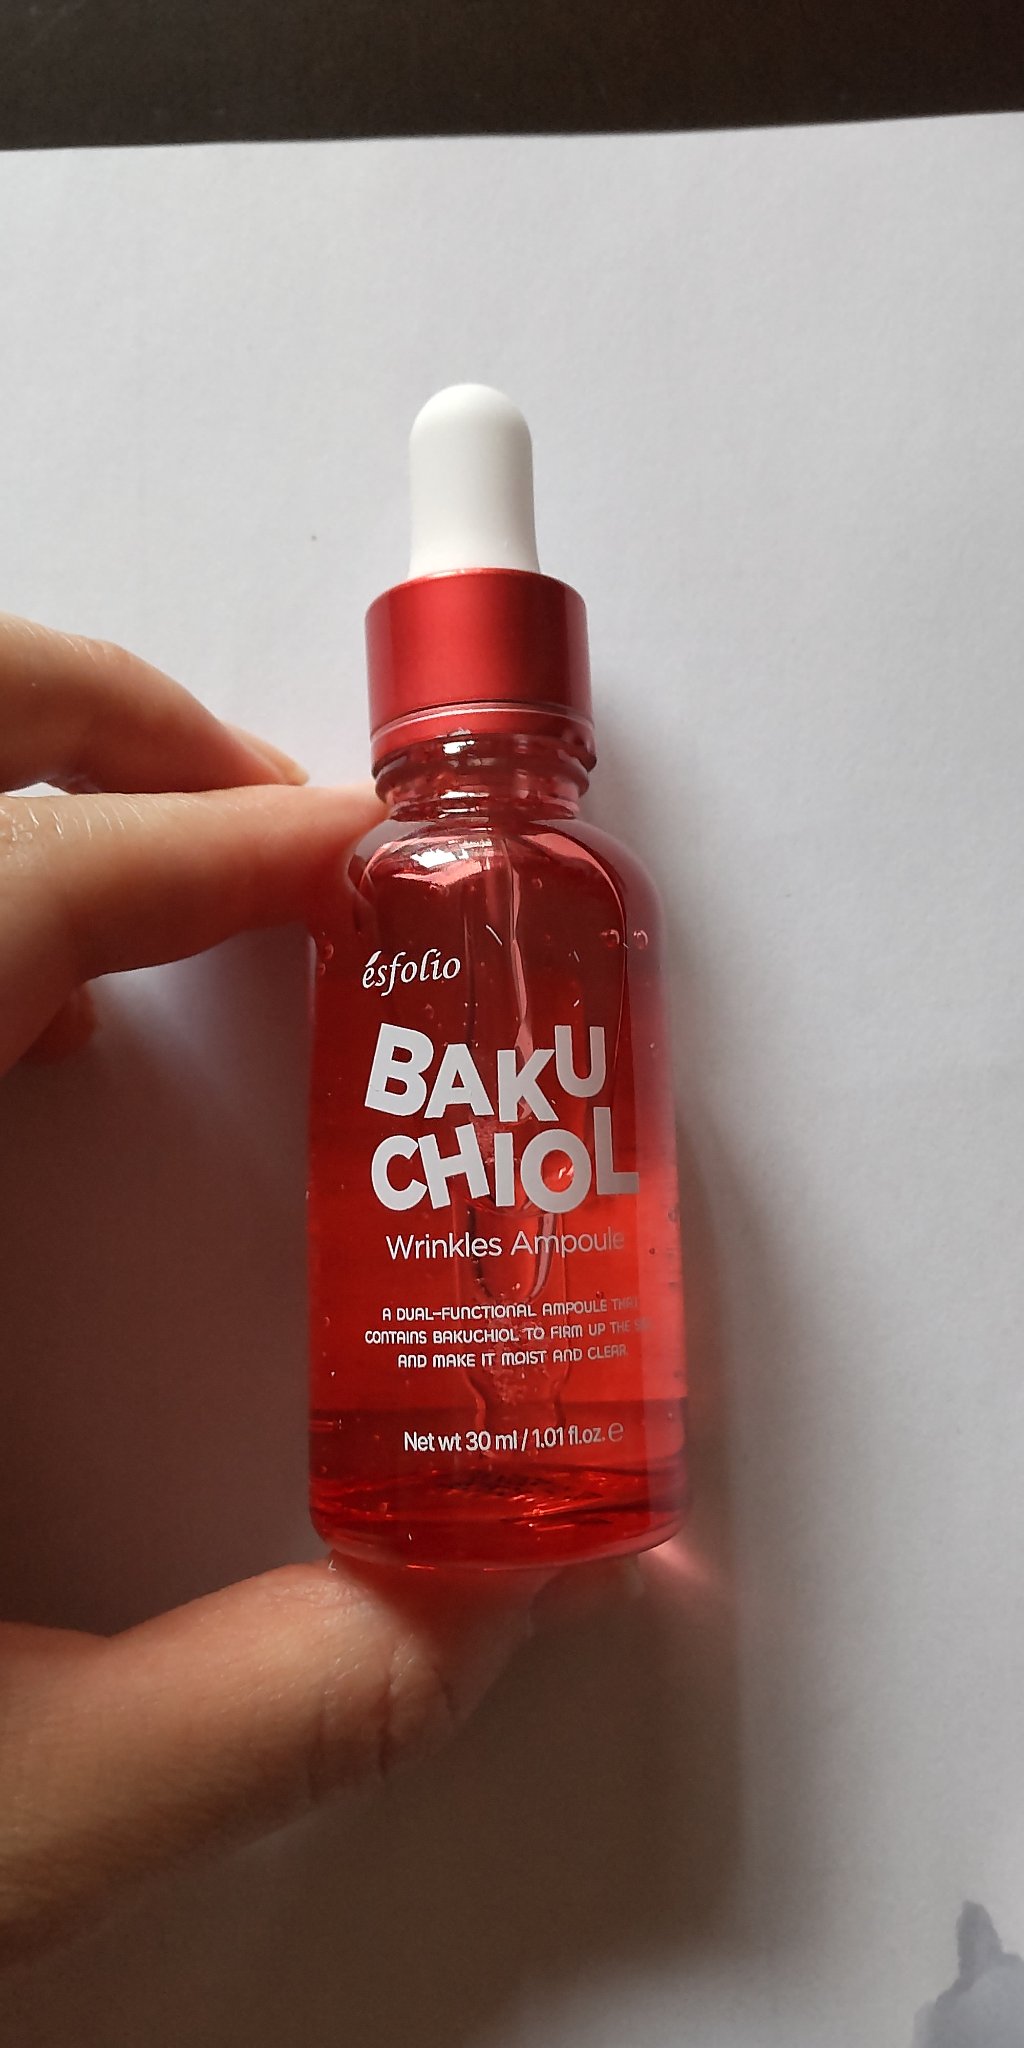 ésfolio
BAKU
CHIOL
Wrinkles Ampoule
A DUAL-FUNCTIONAL AMPOULE THAT
CONTAINS BAKUCHIOL TO FIRM UP THE
AND MAKE IT MOIST AND CLEAR.
Net wt 30 ml / 1.01 fl.oz. ℮